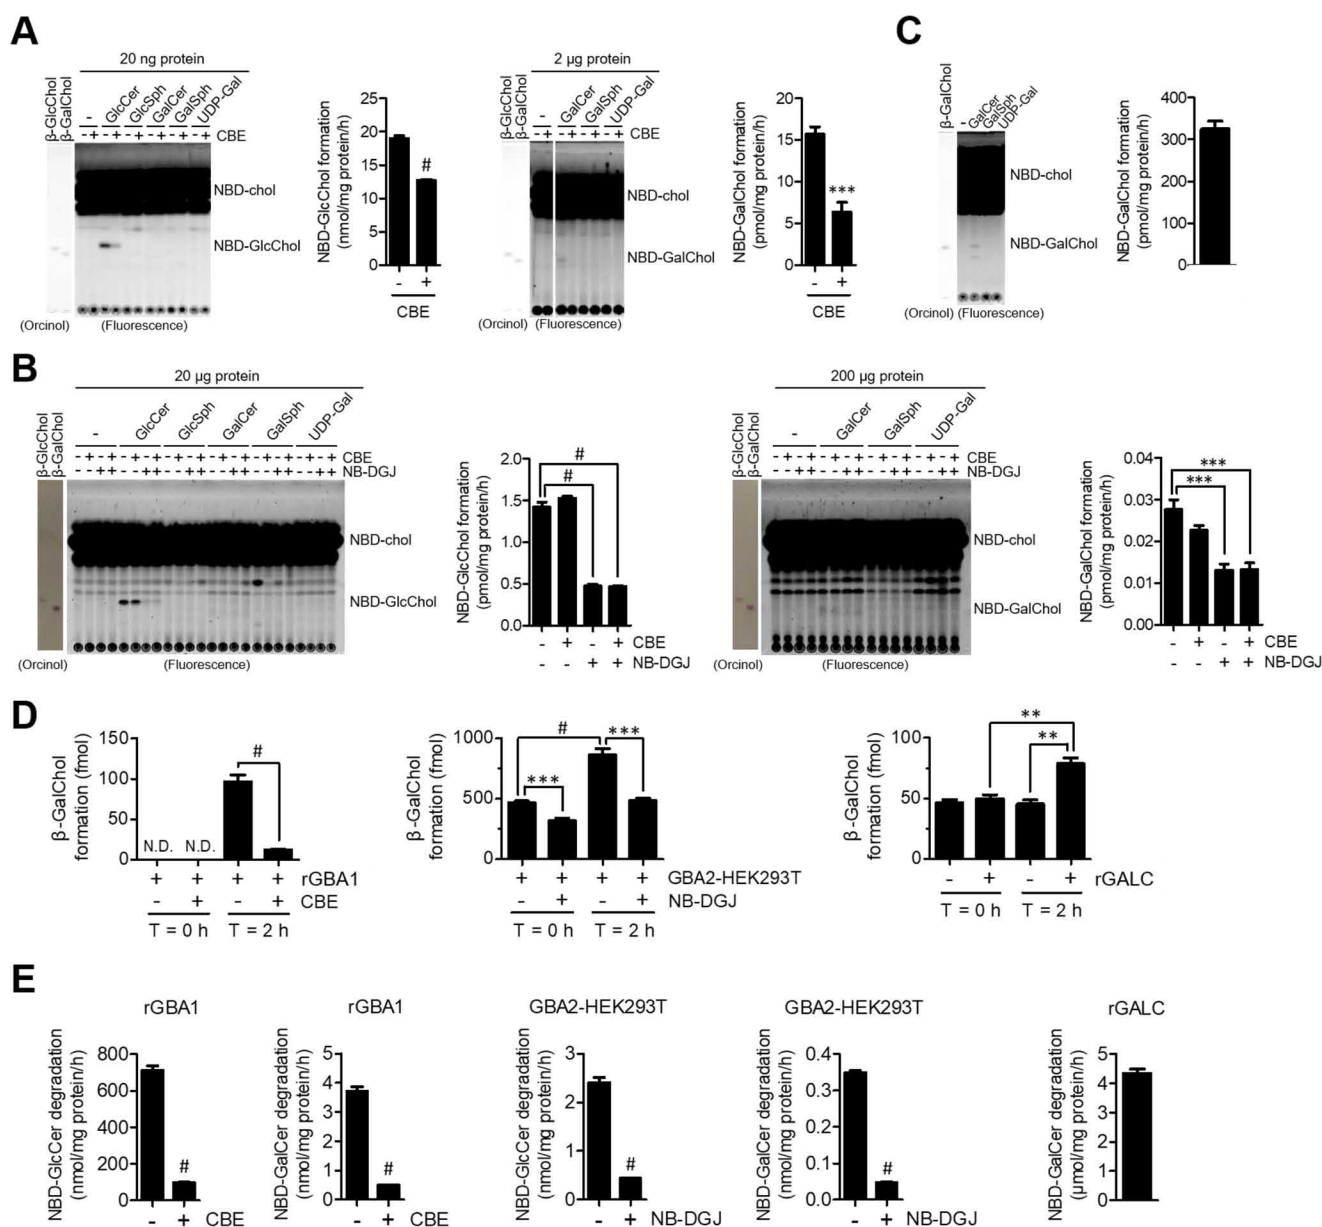 A
20 ng protein
β-GlcChol
β-GalChol
-
GlcCer
GlcSph
GalCer
GalSph
UDP-Gal
- + - + - + - + - + - + CBE
NBD-chol
NBD-GlcChol
(Orcinol) (Fluorescence)
NBD-GlcChol formation
(nmol/mg protein/h)
25
20
15
10
5
0
#
- +
CBE
2 µg protein
β-GlcChol
β-GalChol
-
GalCer
GalSph
UDP-Gal
- + - + - + - + CBE
NBD-chol
NBD-GalChol
(Orcinol) (Fluorescence)
NBD-GalChol formation
(pmol/mg protein/h)
20
15
10
5
0
***
- +
CBE
C
β-GalChol
-
GalCer
GalSph
UDP-Gal
NBD-chol
NBD-GalChol
(Orcinol) (Fluorescence)
NBD-GalChol formation
(pmol/mg protein/h)
400
300
200
100
0
B
20 µg protein
β-GlcChol
β-GalChol
-
GlcCer
GlcSph
GalCer
GalSph
UDP-Gal
- + - + - + - + - + - + - + - + - + - + - + - + CBE
- - + + - - + + - - + + - - + + - - + + - - + + NB-DGJ
NBD-chol
NBD-GlcChol
(Orcinol) (Fluorescence)
NBD-GlcChol formation
(pmol/mg protein/h)
2.0
1.5
1.0
0.5
0.0
#
#
- + - + CBE
- - + + NB-DGJ
200 µg protein
β-GlcChol
β-GalChol
-
GalCer
GalSph
UDP-Gal
- + - + - + - + - + - + - + - + CBE
- - + + - - + + - - + + - - + + NB-DGJ
NBD-chol
NBD-GalChol
(Orcinol) (Fluorescence)
NBD-GalChol formation
(pmol/mg protein/h)
0.04
0.03
0.02
0.01
0.00
***
***
- + - + CBE
- - + + NB-DGJ
D
β-GalChol
formation (fmol)
150
100
50
0
N.D. N.D.
#
+ + + + rGBA1
- + - + CBE
T = 0 h T = 2 h
β-GalChol
formation (fmol)
1000
500
0
***
#
***
+ + + + GBA2-HEK293T
- + - + NB-DGJ
T = 0 h T = 2 h
β-GalChol
formation (fmol)
100
50
0
**
**
- + - + rGALC
T = 0 h T = 2 h
E
rGBA1
NBD-GlcCer degradation
(nmol/mg protein/h)
800
600
400
200
0
#
- + CBE
rGBA1
NBD-GalCer degradation
(nmol/mg protein/h)
5
4
3
2
1
0
#
- + CBE
GBA2-HEK293T
NBD-GlcCer degradation
(nmol/mg protein/h)
3
2
1
0
#
- + NB-DGJ
GBA2-HEK293T
NBD-GalCer degradation
(nmol/mg protein/h)
0.4
0.3
0.2
0.1
0.0
#
- + NB-DGJ
rGALC
NBD-GalCer degradation
(µmol/mg protein/h)
5
4
3
2
1
0